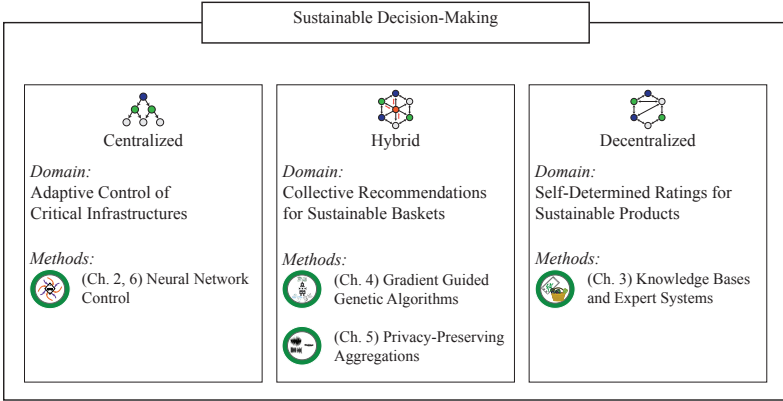 Sustainable Decision-Making
Centralized
Domain:
Adaptive Control of
Critical Infrastructures
Methods:
(Ch. 2, 6) Neural Network
Control
Hybrid
Domain:
Collective Recommendations
for Sustainable Baskets
Methods:
(Ch. 4) Gradient Guided
Genetic Algorithms
(Ch. 5) Privacy-Preserving
Aggregations
Decentralized
Domain:
Self-Determined Ratings for
Sustainable Products
Methods:
(Ch. 3) Knowledge Bases
and Expert Systems